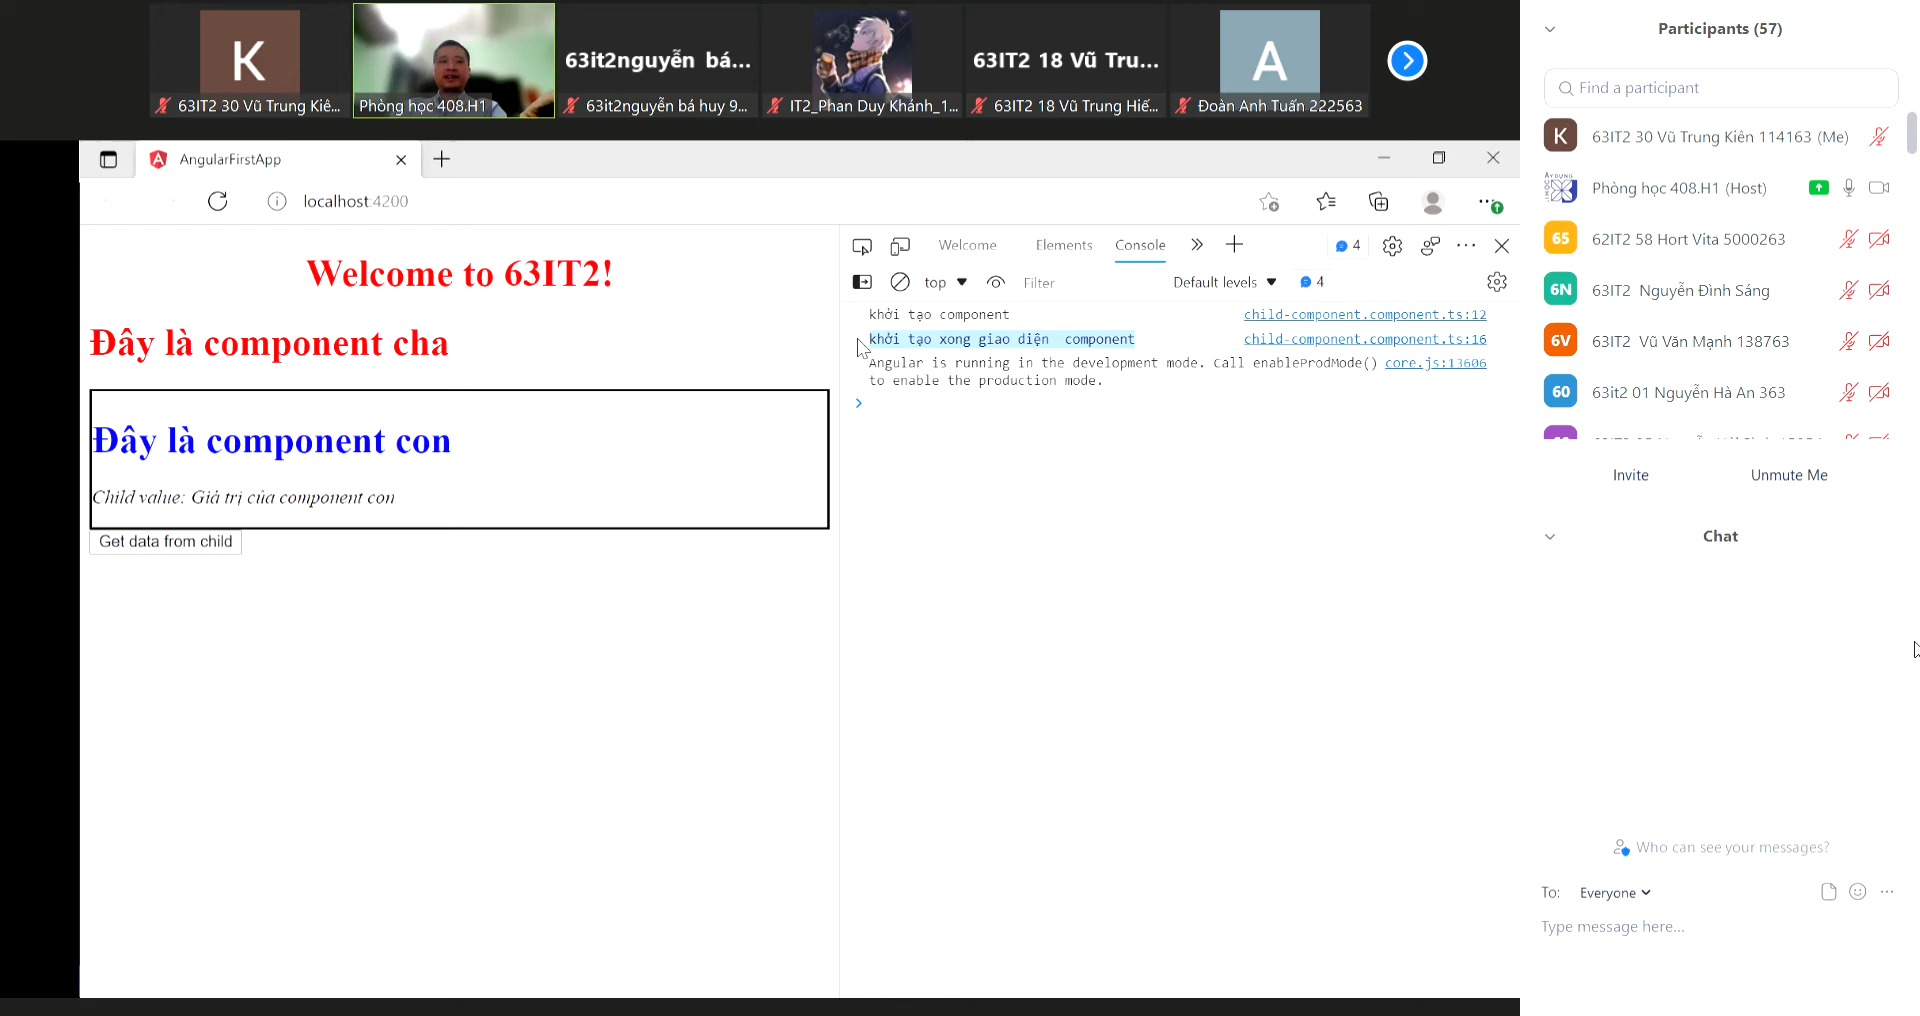 K
63IT2 30 Vũ Trung Kiê...
Phòng học 408.H1
63it2nguyễn bá...
63it2nguyễn bá huy 9...
IT2_Phan Duy Khánh_1...
63IT2 18 Vũ Tru...
63IT2 18 Vũ Trung Hiế...
A
Đoàn Anh Tuấn 222563
AngularFirstApp
localhost:4200
Welcome to 63IT2!
Đây là component cha
Đây là component con
Child value: Giá trị của component con
Get data from child
Welcome
Elements
Console
4
top
Filter
Default levels
4
khởi tạo component
child-component.component.ts:12
khởi tạo xong giao diện  component
child-component.component.ts:16
Angular is running in the development mode. Call enableProdMode()
core.js:13606
to enable the production mode.
Participants (57)
Find a participant
K
63IT2 30 Vũ Trung Kiên 114163 (Me)
Phòng học 408.H1 (Host)
65
62IT2 58 Hort Vita 5000263
6N
63IT2  Nguyễn Đình Sáng
6V
63IT2  Vũ Văn Mạnh 138763
60
63it2 01 Nguyễn Hà An 363
Invite
Unmute Me
Chat
Who can see your messages?
To:
Everyone
Type message here...